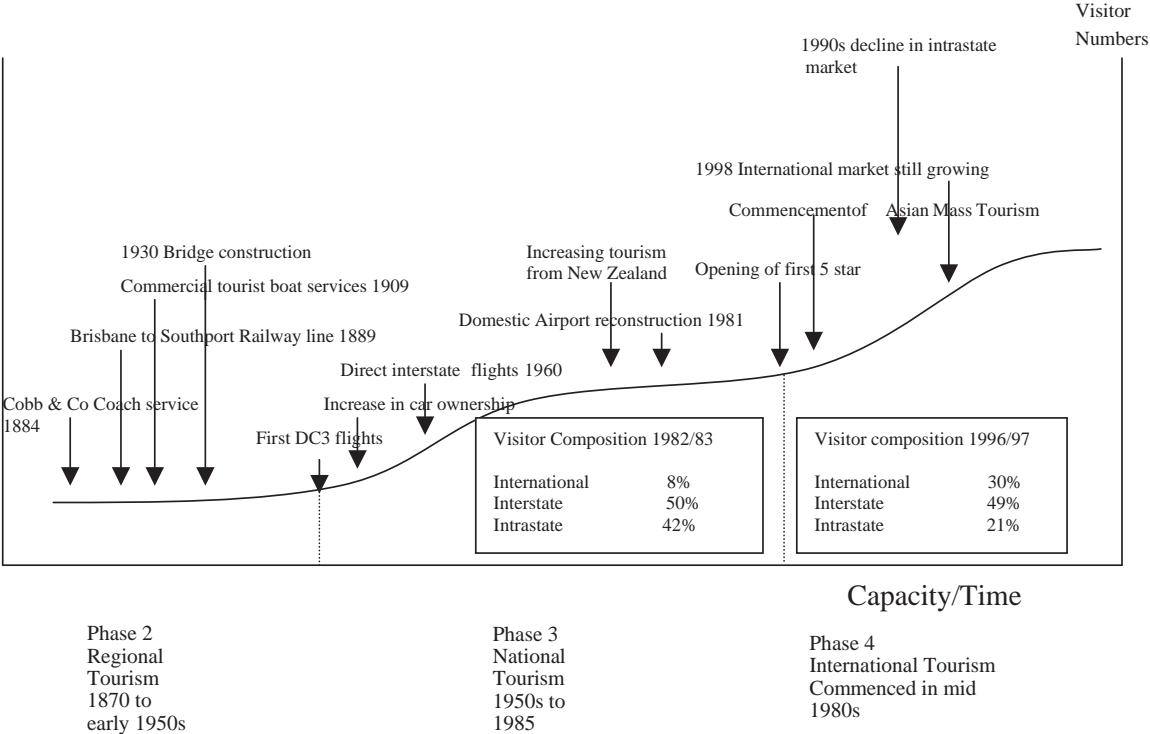 Visitor
Numbers
1990s decline in intrastate
market
1998 International market still growing
Commencementof Asian Mass Tourism
1930 Bridge construction
Increasing tourism
from New Zealand
Opening of first 5 star
Commercial tourist boat services 1909
Domestic Airport reconstruction 1981
Brisbane to Southport Railway line 1889
Direct interstate flights 1960
Cobb & Co Coach service
1884
Increase in car ownership
First DC3 flights
Visitor Composition 1982/83
International 8%
Interstate 50%
Intrastate 42%
Visitor composition 1996/97
International 30%
Interstate 49%
Intrastate 21%
Capacity/Time
Phase 2
Regional
Tourism
1870 to
early 1950s
Phase 3
National
Tourism
1950s to
1985
Phase 4
International Tourism
Commenced in mid
1980s